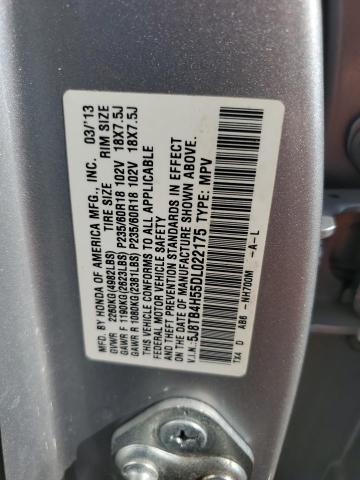 MFD. BY HONDA OF AMERICA MFG., INC. 03/'13
TIRE SIZE RIM SIZE
GVWR 2260KG(4982LBS)
GAWR F 1190KG(2623LBS) P235/60R18 102V 18X7.5J
GAWR R 1080KG(2381LBS) P235/60R18 102V 18X7.5J
THIS VEHICLE CONFORMS TO ALL APPLICABLE
FEDERAL MOTOR VEHICLE SAFETY
AND THEFT PREVENTION STANDARDS IN EFFECT
ON THE DATE OF MANUFACTURE SHOWN ABOVE.
V.I.N.:5J8TB4H55DL022175 TYPE: MPV
TX4 D AB6 -NH700M -A-L